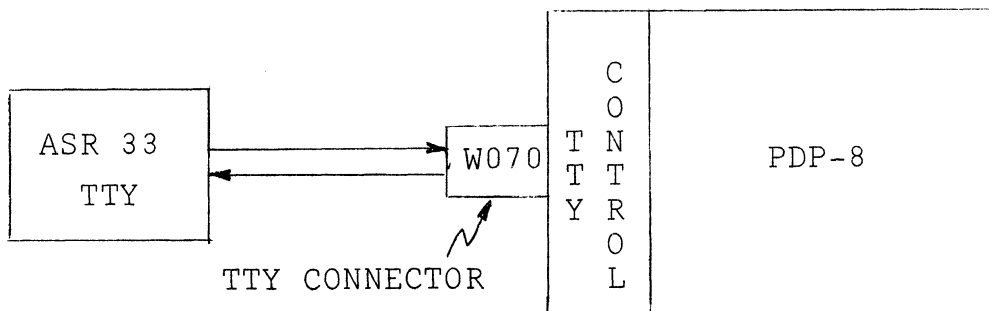 ASR 33
TTY
W070
TTY CONNECTOR
TTY
CONTROL
PDP-8